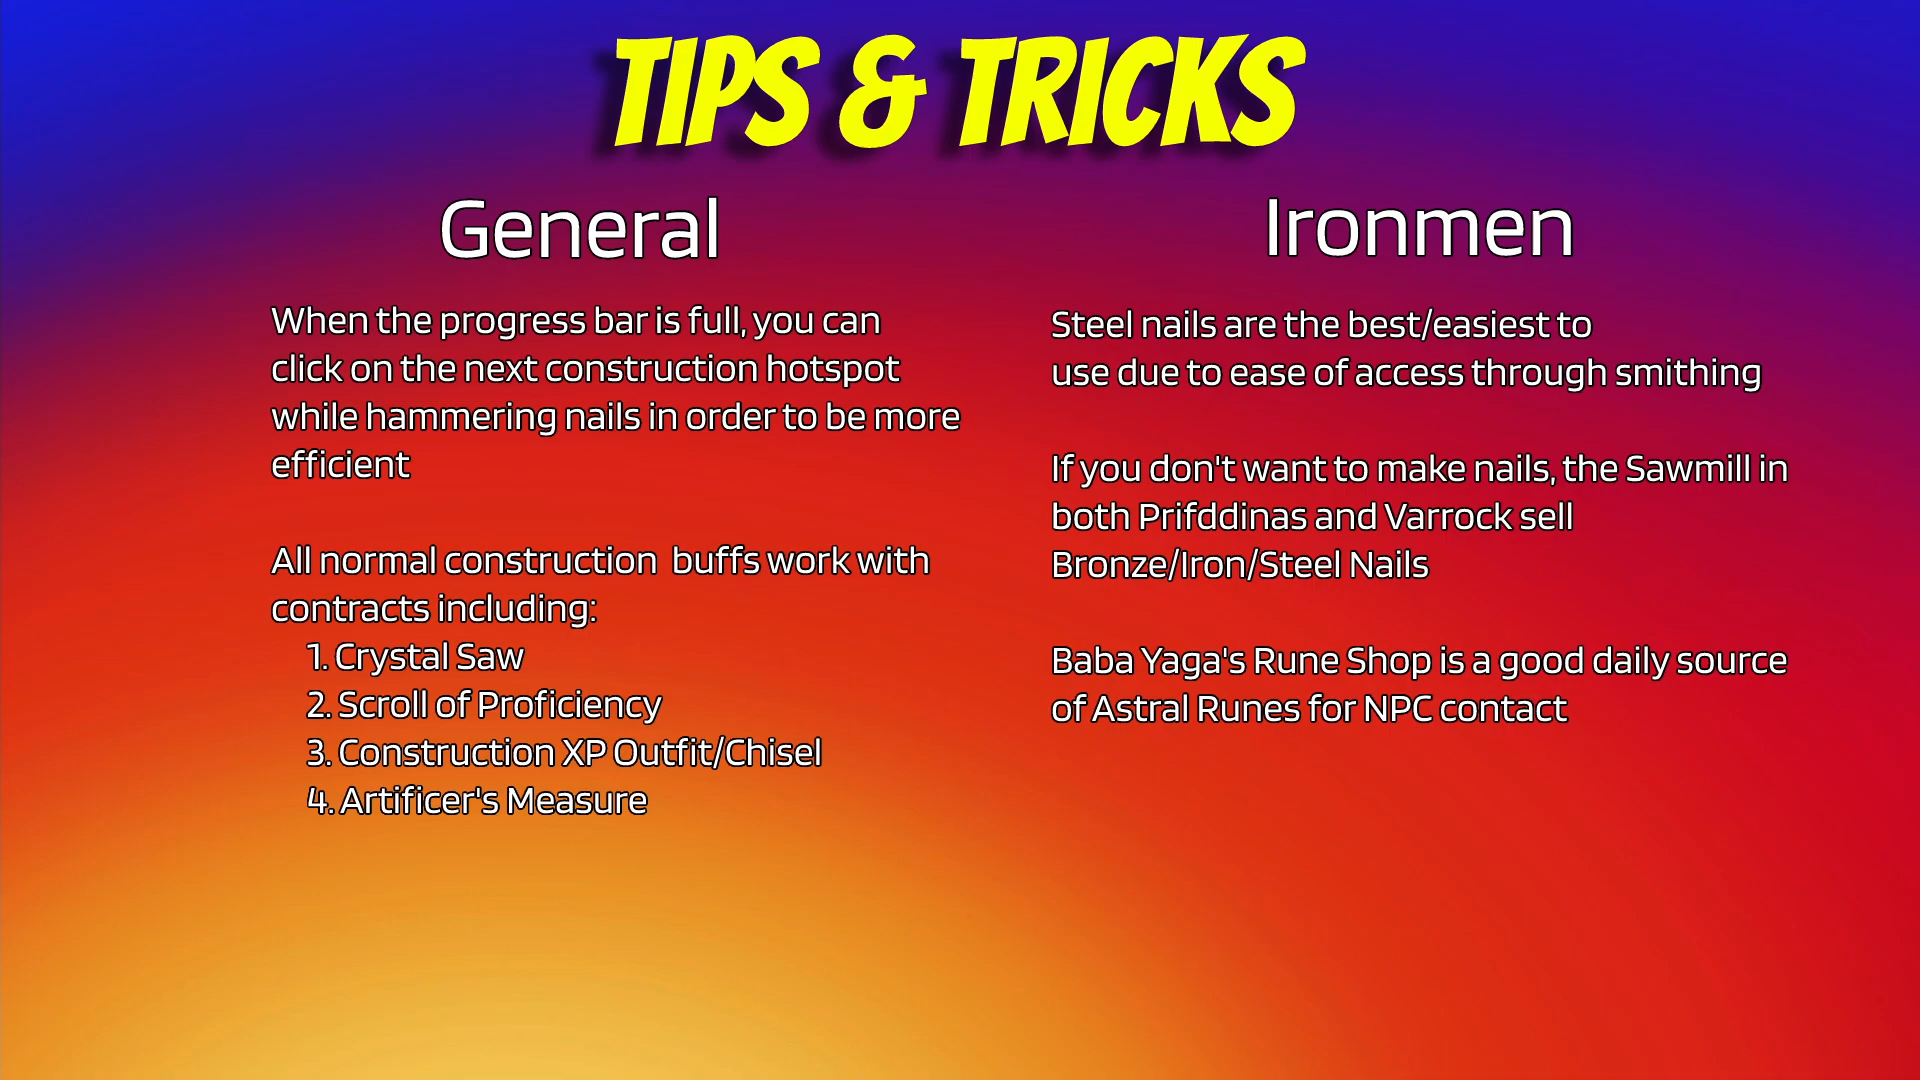 TIPS & TRICKS
General
When the progress bar is full, you can
click on the next construction hotspot
while hammering nails in order to be more
efficient
All normal construction  buffs work with
contracts including:
1. Crystal Saw
2. Scroll of Proficiency
3. Construction XP Outfit/Chisel
4. Artificer's Measure
Ironmen
Steel nails are the best/easiest to
use due to ease of access through smithing
If you don't want to make nails, the Sawmill in
both Prifddinas and Varrock sell
Bronze/Iron/Steel Nails
Baba Yaga's Rune Shop is a good daily source
of Astral Runes for NPC contact